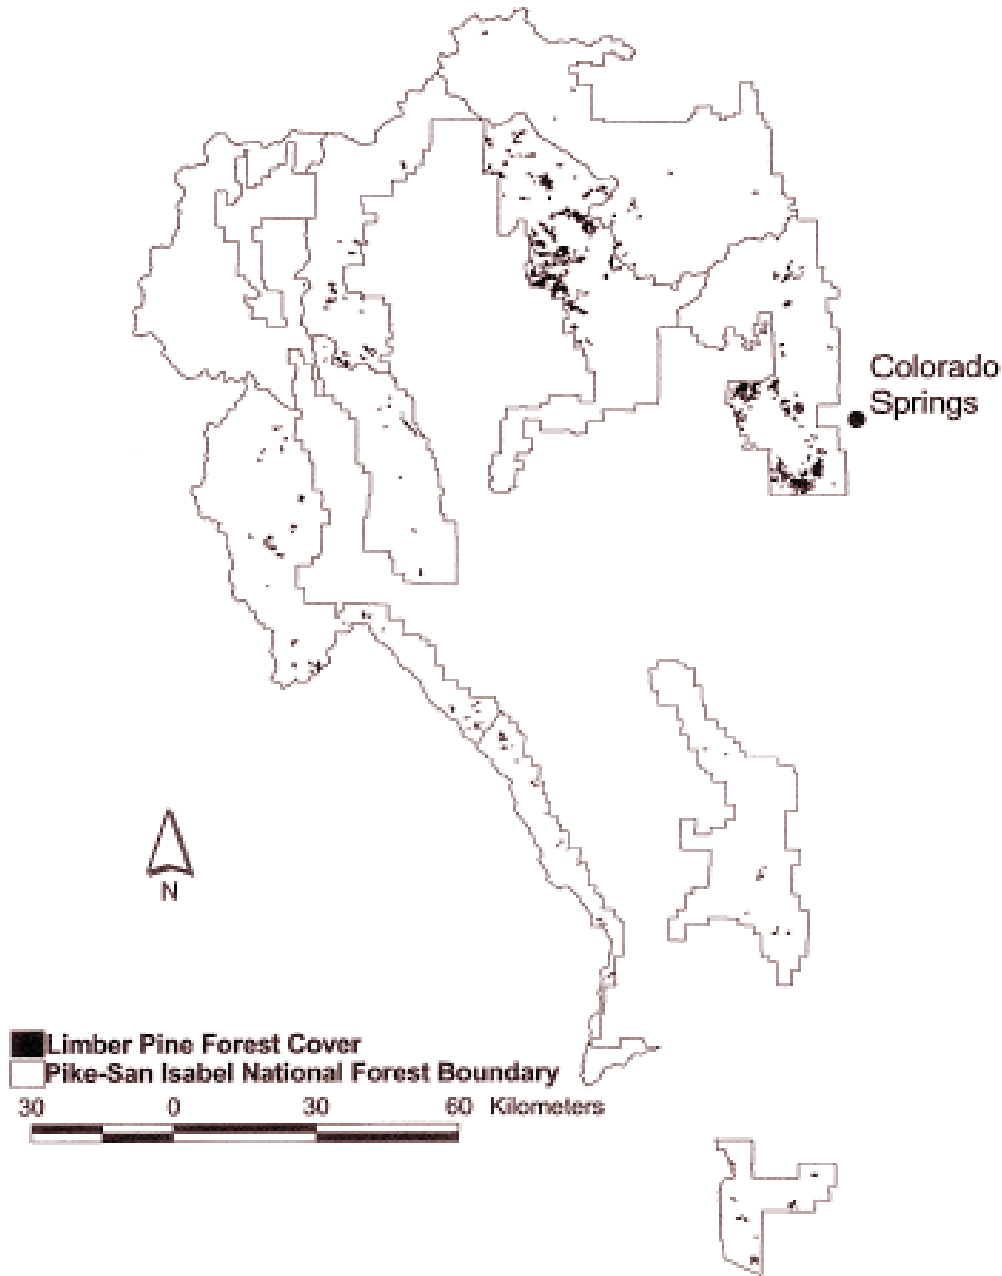 Colorado
Springs
N
Limber Pine Forest Cover
Pike-San Isabel National Forest Boundary
30 0 30 60 Kilometers